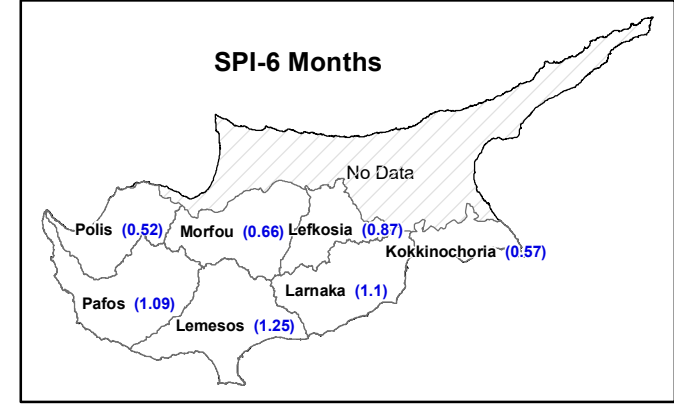 SPI-6 Months
No Data
Polis (0.52)
Morfou (0.66)
Lefkosia (0.87)
Kokkinochoria (0.57)
Pafos (1.09)
Larnaka (1.1)
Lemesos (1.25)